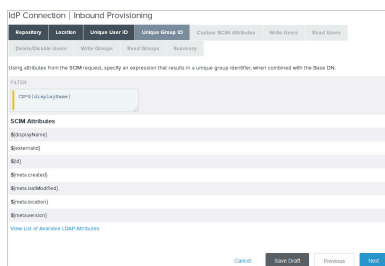 IdP Connection | Inbound Provisioning
Repository Location Unique User ID Unique Group ID Custom SCIM Attributes Write Users Read Users
Delete/Disable Users Write Groups Read Groups Summary
Using attributes from the SCIM request, specify an expression that results in a unique group identifier, when combined with the Base DN.
FILTER
CN=${displayName}
SCIM Attributes
${displayName}
${externalId}
${id}
${meta.created}
${meta.lastModified}
${meta.location}
${meta.version}
View List of Available LDAP Attributes
Cancel Save Draft Previous Next